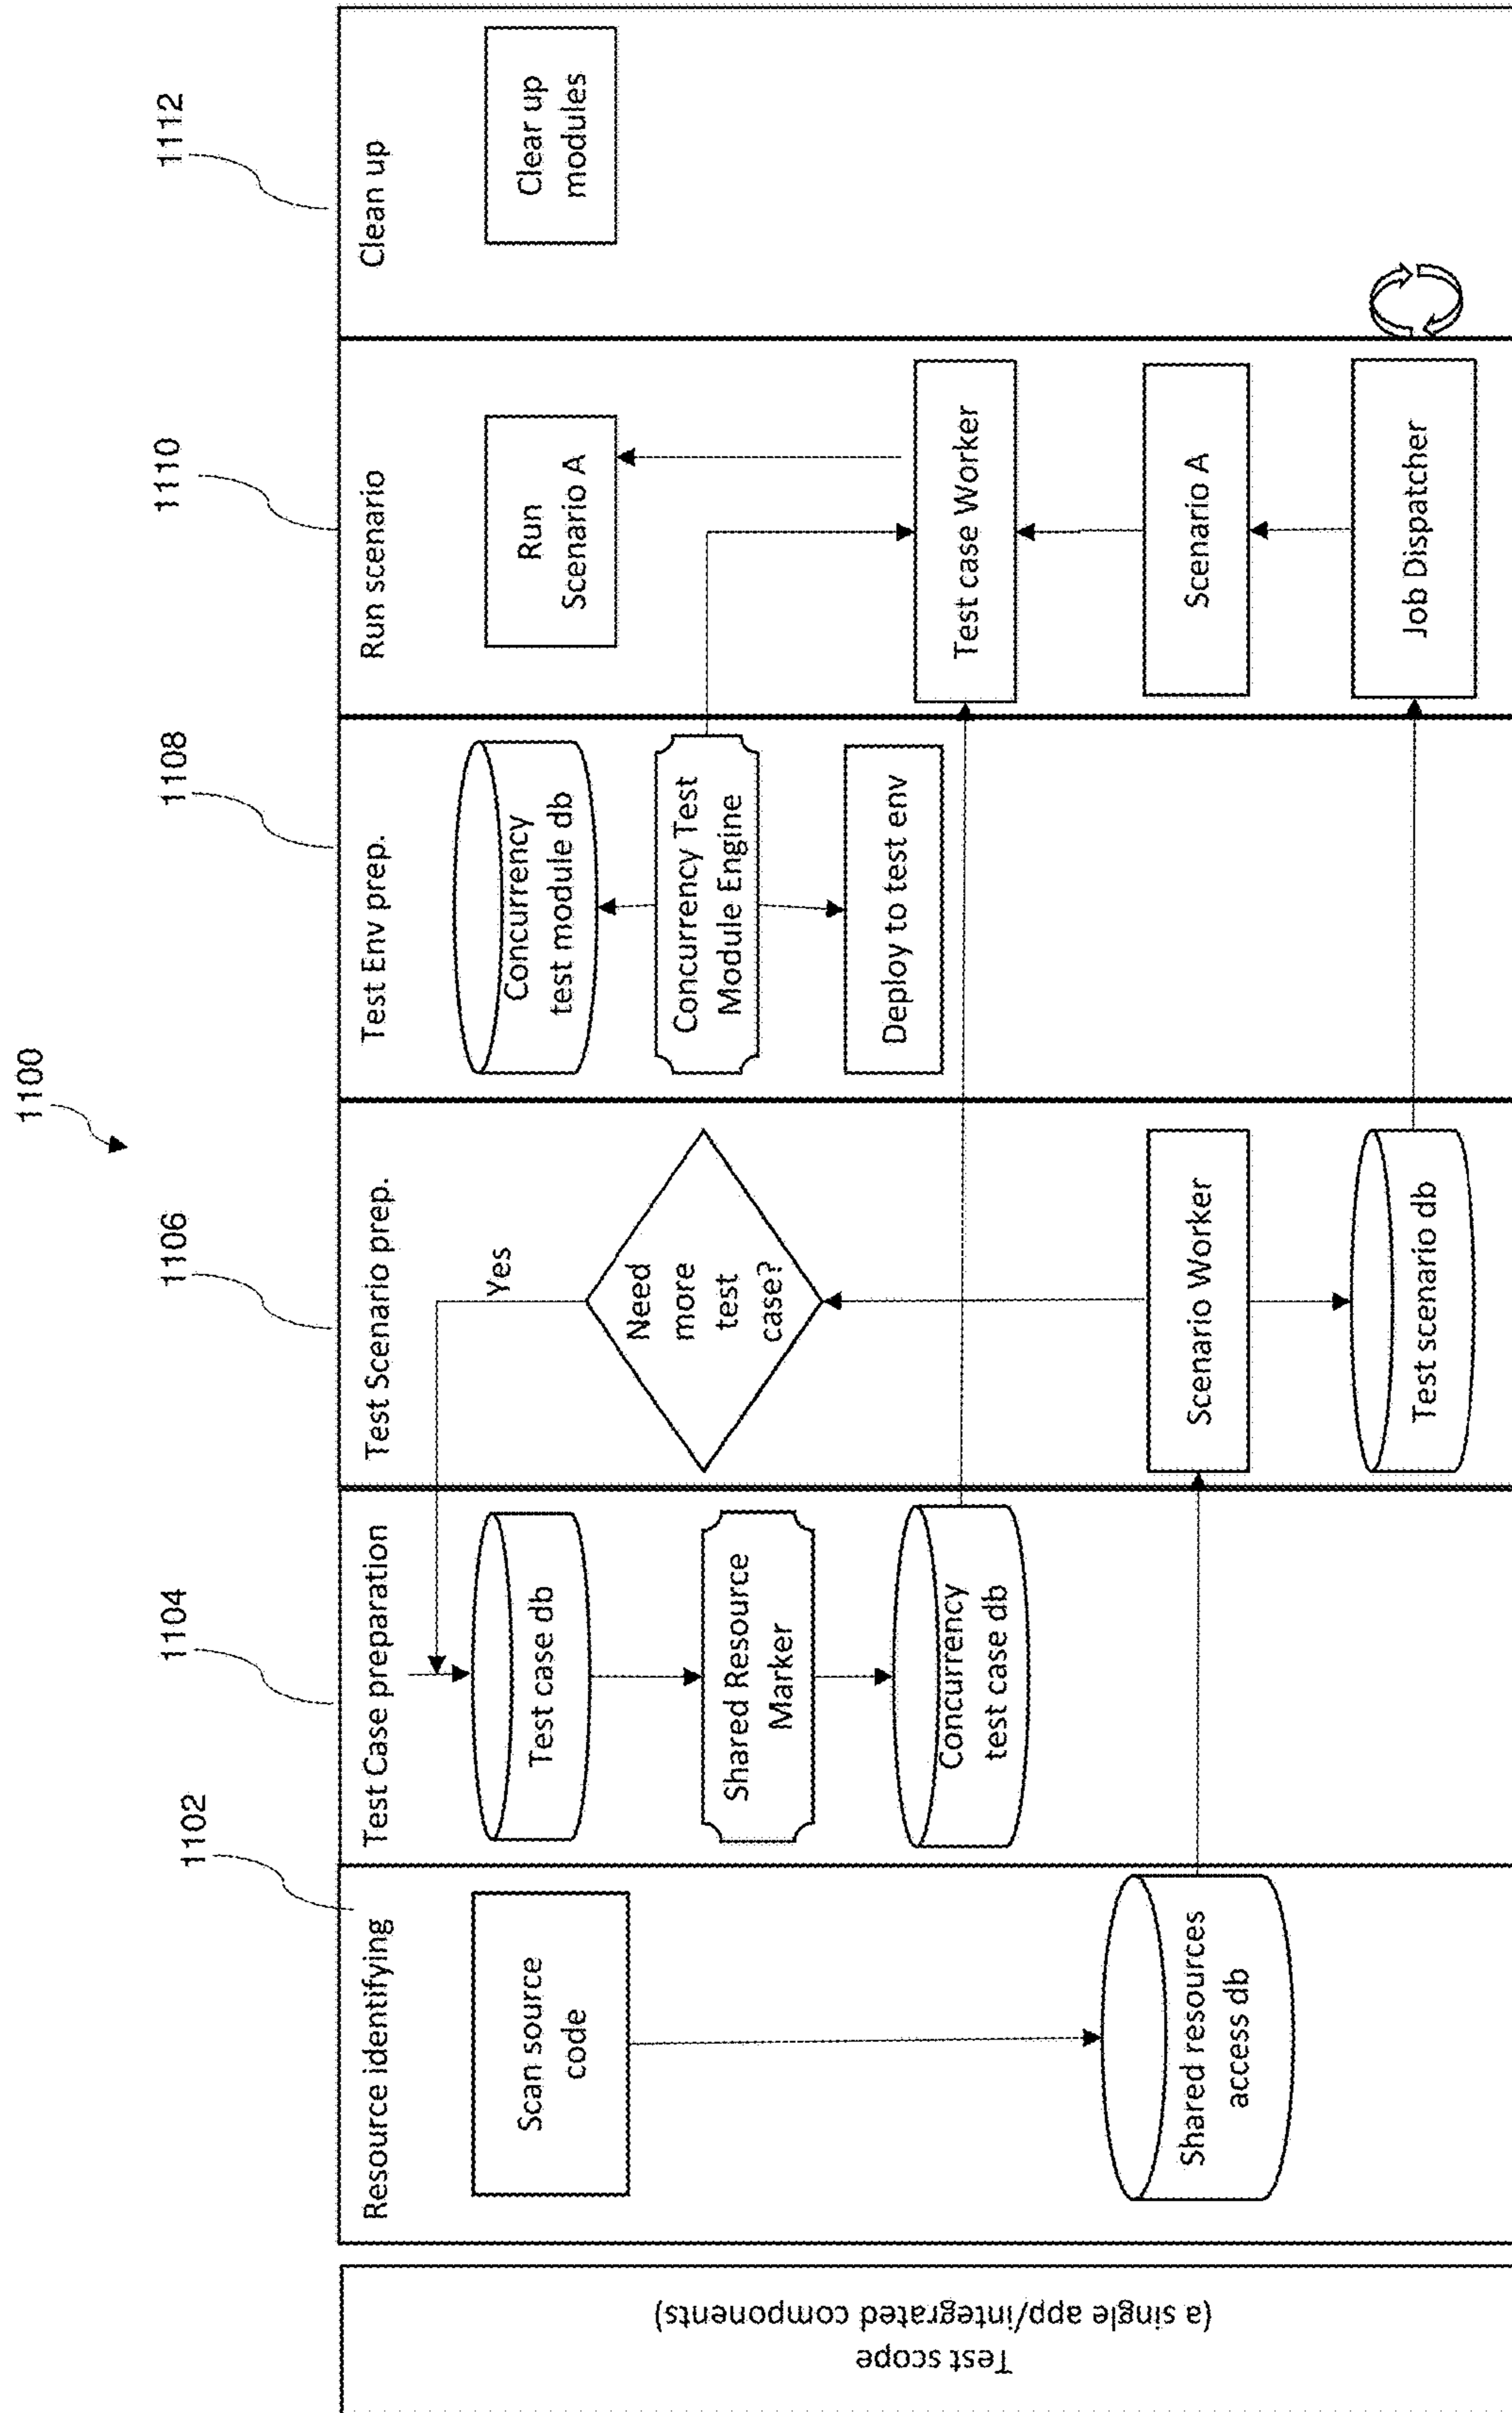 1100
1102
1104
1106
1108
1110
1112
Test scope
(a single app/integrated components)
Resource identifying
Scan source
code
Shared resources
access db
Test Case preparation
Test case db
Shared Resource
Marker
Concurrency
test case db
Test Scenario prep.
Yes
Need
more
test
case?
Scenario Worker
Test scenario db
Test Env prep.
Concurrency
test module db
Concurrency Test
Module Engine
Deploy to test env
Run scenario
Run
Scenario A
Test case Worker
Scenario A
Job Dispatcher
Clean up
Clear up
modules